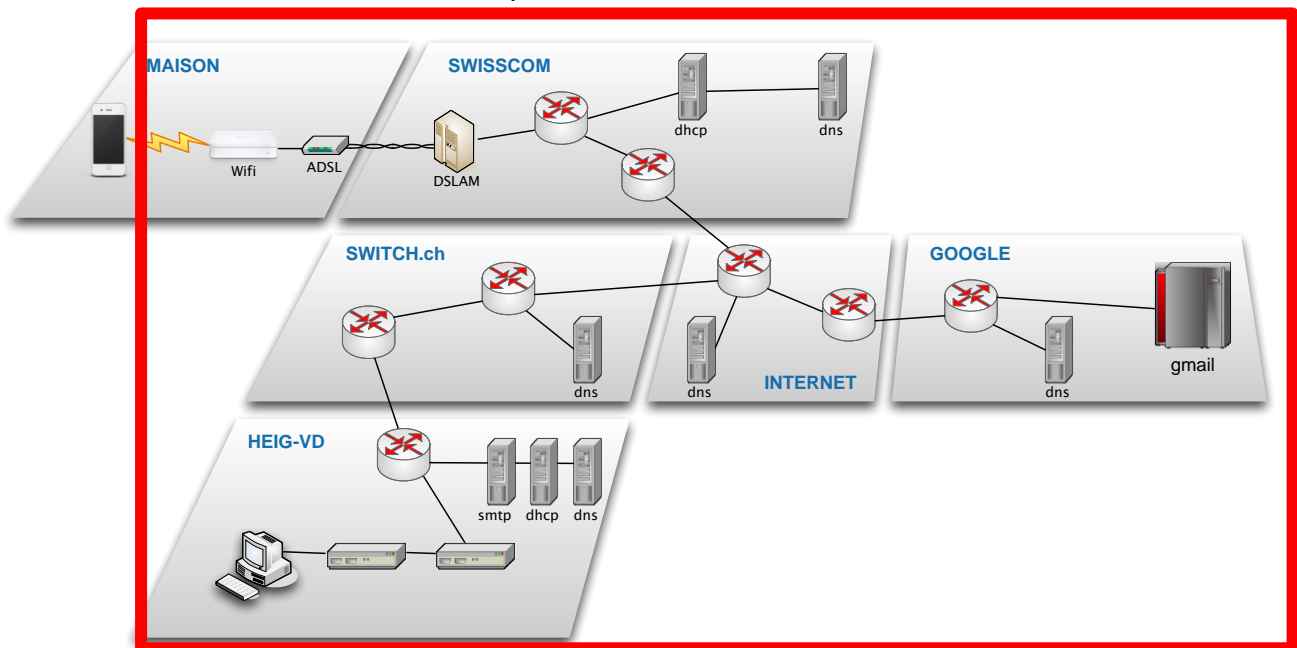 MAISON
SWISSCOM
Wifi
ADSL
DSLAM
dhcp
dns
SWITCH.ch
dns
dns
INTERNET
GOOGLE
dns
gmail
HEIG-VD
smtp dhcp dns